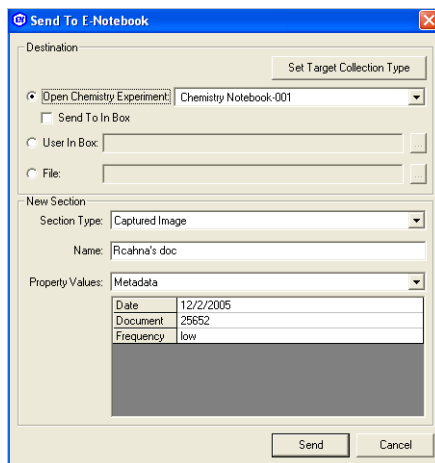 Send To E-Notebook
Destination
Set Target Collection Type
Open Chemistry Experiment: Chemistry Notebook-001
Send To In Box
User In Box: ...
File: ...
New Section
Section Type: Captured Image
Name: Rcahna's doc
Property Values: Metadata
Date 12/2/2005
Document 25652
Frequency low
Send Cancel